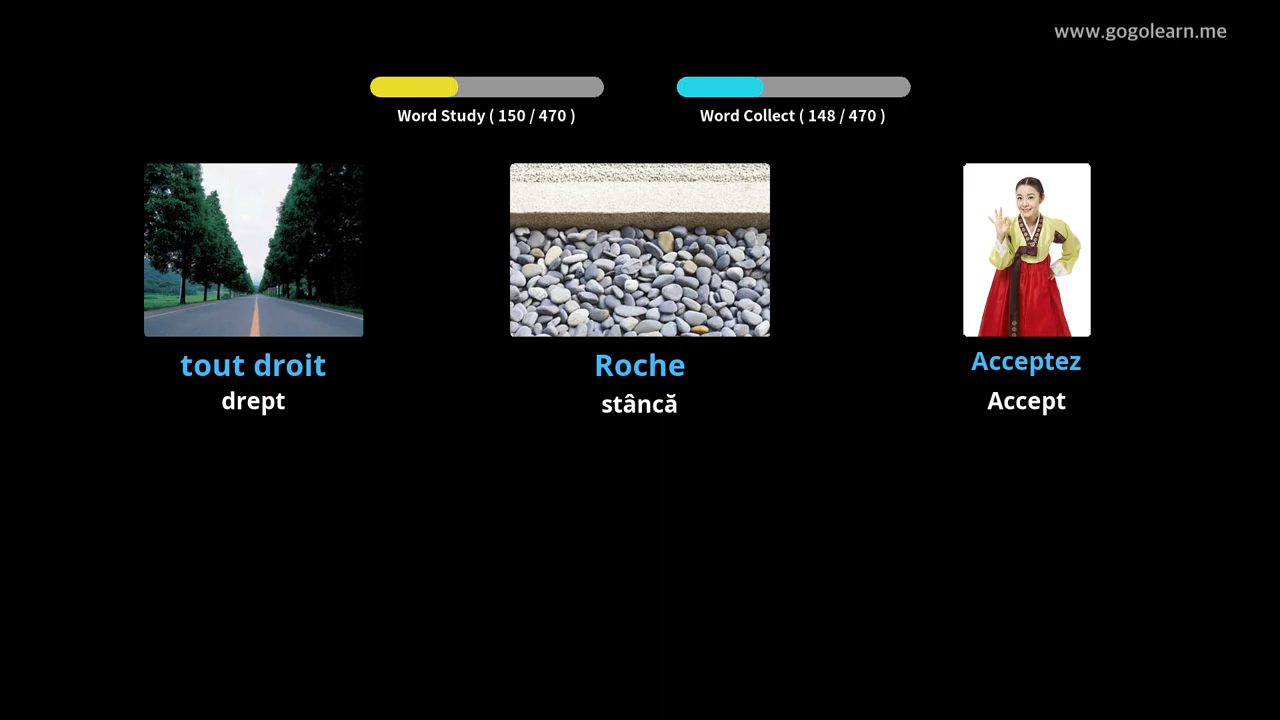 www.gogolearn.me
Word Study ( 150 / 470 )
Word Collect ( 148 / 470 )
tout droit
drept
Roche
stâncă
Acceptez
Accept